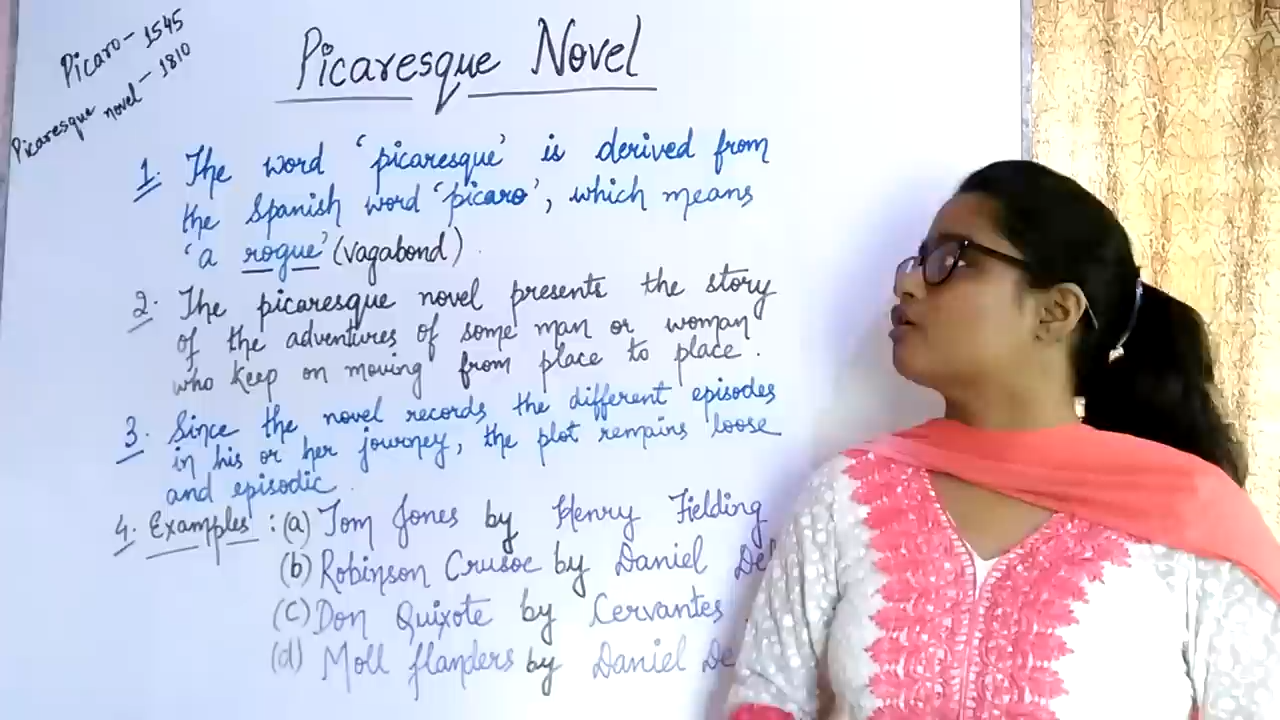 Picaro - 1545
Picaresque novel - 1810
Picaresque Novel
1. The word 'picaresque' is derived from
the Spanish word 'picaro', which means
'a rogue' (vagabond).
2. The picaresque novel presents the story
of the adventures of some man or woman
who keep on moving from place to place.
3. Since the novel records the different episodes
in his or her journey, the plot remains loose
and episodic.
4. Examples: (a) Tom Jones by Henry Fielding
(b) Robinson Crusoe by Daniel De
(C) Don Quixote by Cervantes
(d) Moll flanders by Daniel De